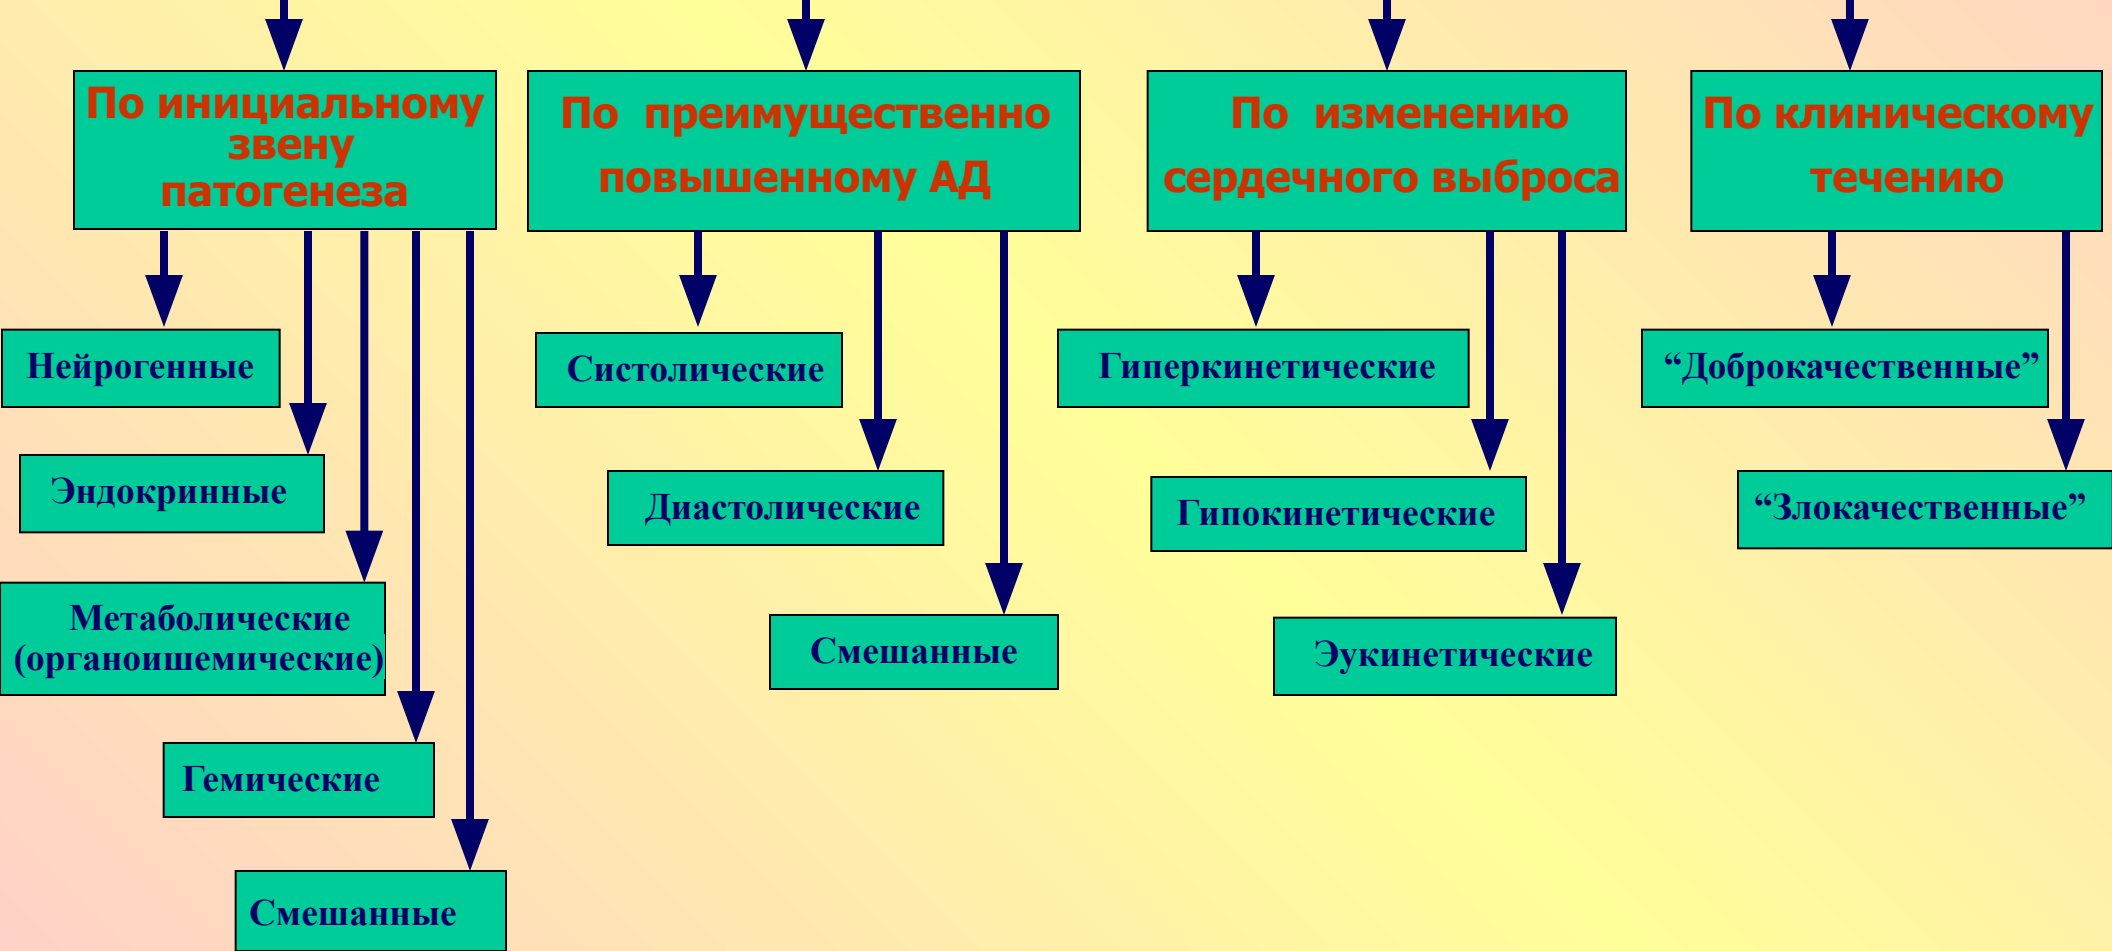 По инициальному
звену
патогенеза
По преимущественно
повышенному АД
По изменению
сердечного выброса
По клиническому
течению
Нейрогенные
Эндокринные
Метаболические
(органоишемические)
Гемические
Смешанные
Систолические
Диастолические
Смешанные
Гиперкинетические
Гипокинетические
Эукинетические
“Доброкачественные”
“Злокачественные”